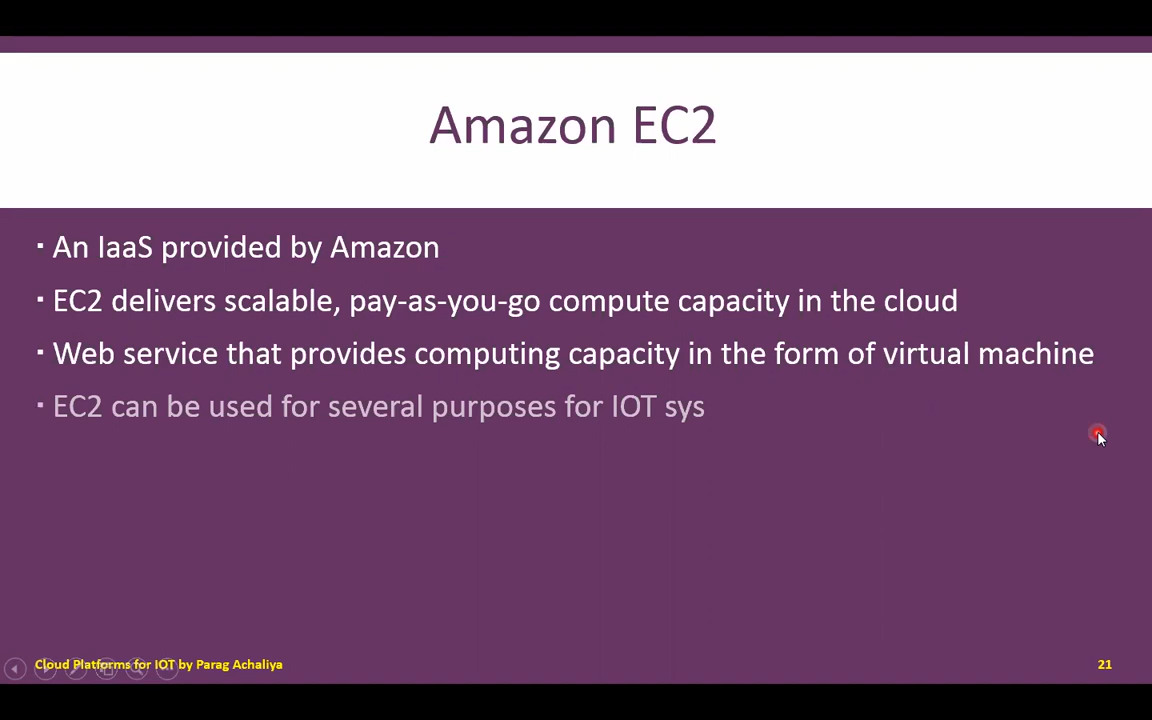 Amazon EC2
▪ An IaaS provided by Amazon
▪ EC2 delivers scalable, pay-as-you-go compute capacity in the cloud
▪ Web service that provides computing capacity in the form of virtual machine
▪ EC2 can be used for several purposes for IOT sys
Cloud Platforms for IOT by Parag Achaliya
21